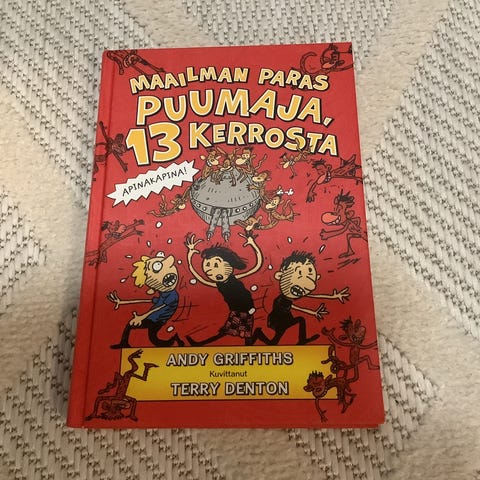 MAAILMAN PARAS
PUUMAJA,
13 KERROSTA
APINAKAPINA!
ANDY GRIFFITHS
Kuvittanut
TERRY DENTON